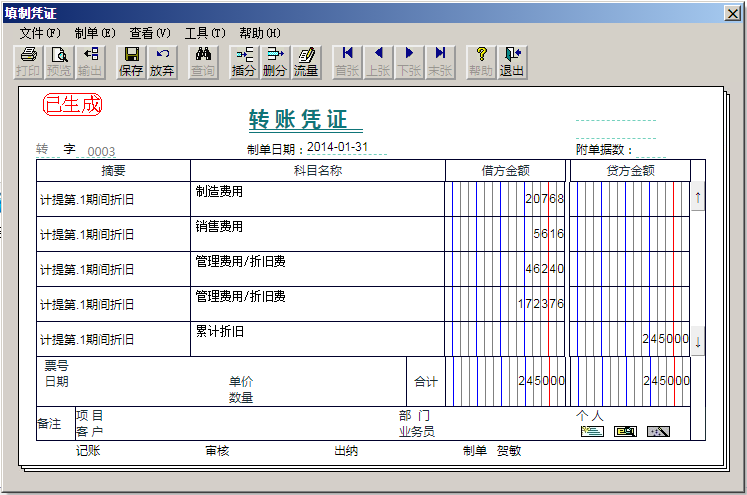 填制凭证
文件(F) 制单(E) 查看(V) 工具(T) 帮助(H)
打印 预览 输出 保存 放弃 查询 插分 删分 流量 首张 上张 下张 末张 帮助 退出
已生成
转账凭证
转 字 0003 制单日期: 2014-01-31 附单据数:
摘要 科目名称 借方金额 贷方金额
计提第.1期间折旧 制造费用 20768
计提第.1期间折旧 销售费用 5616
计提第.1期间折旧 管理费用/折旧费 46240
计提第.1期间折旧 管理费用/折旧费 172376
计提第.1期间折旧 累计折旧 245000
票号
日期 单价 合计 245000 245000
数量
备注 项目 部门 个人
客户 业务员
记账 审核 出纳 制单 贺敏